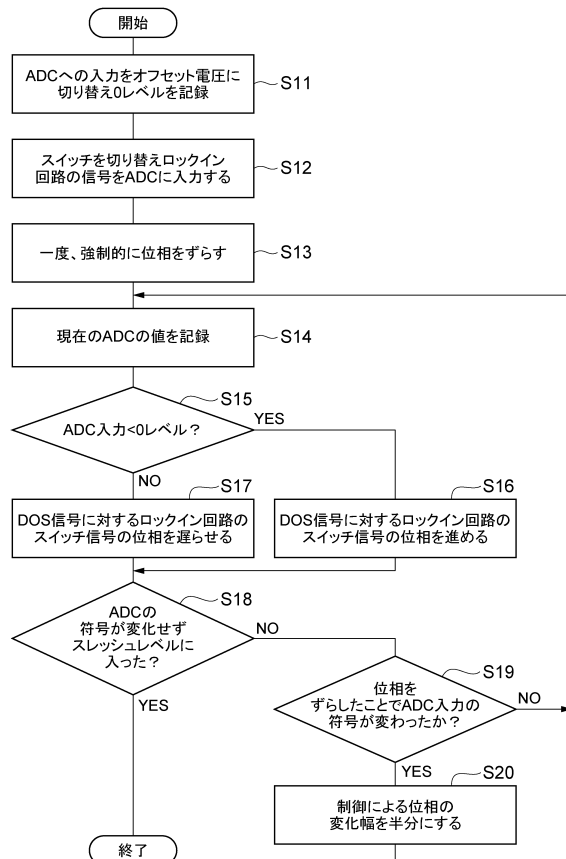 開始
ADCへの入力をオフセット電圧に
切り替え0レベルを記録
S11
スイッチを切り替えロックイン
回路の信号をADCに入力する
S12
一度、強制的に位相をずらす
S13
現在のADCの値を記録
S14
ADC入力<0レベル？
S15
YES
NO
S17
DOS信号に対するロックイン回路の
スイッチ信号の位相を遅らせる
S16
DOS信号に対するロックイン回路の
スイッチ信号の位相を進める
S18
ADCの
符号が変化せず
スレッシュレベルに
入った？
NO
YES
S19
位相を
ずらしたことでADC入力の
符号が変わったか？
NO
YES
S20
制御による位相の
変化幅を半分にする
終了